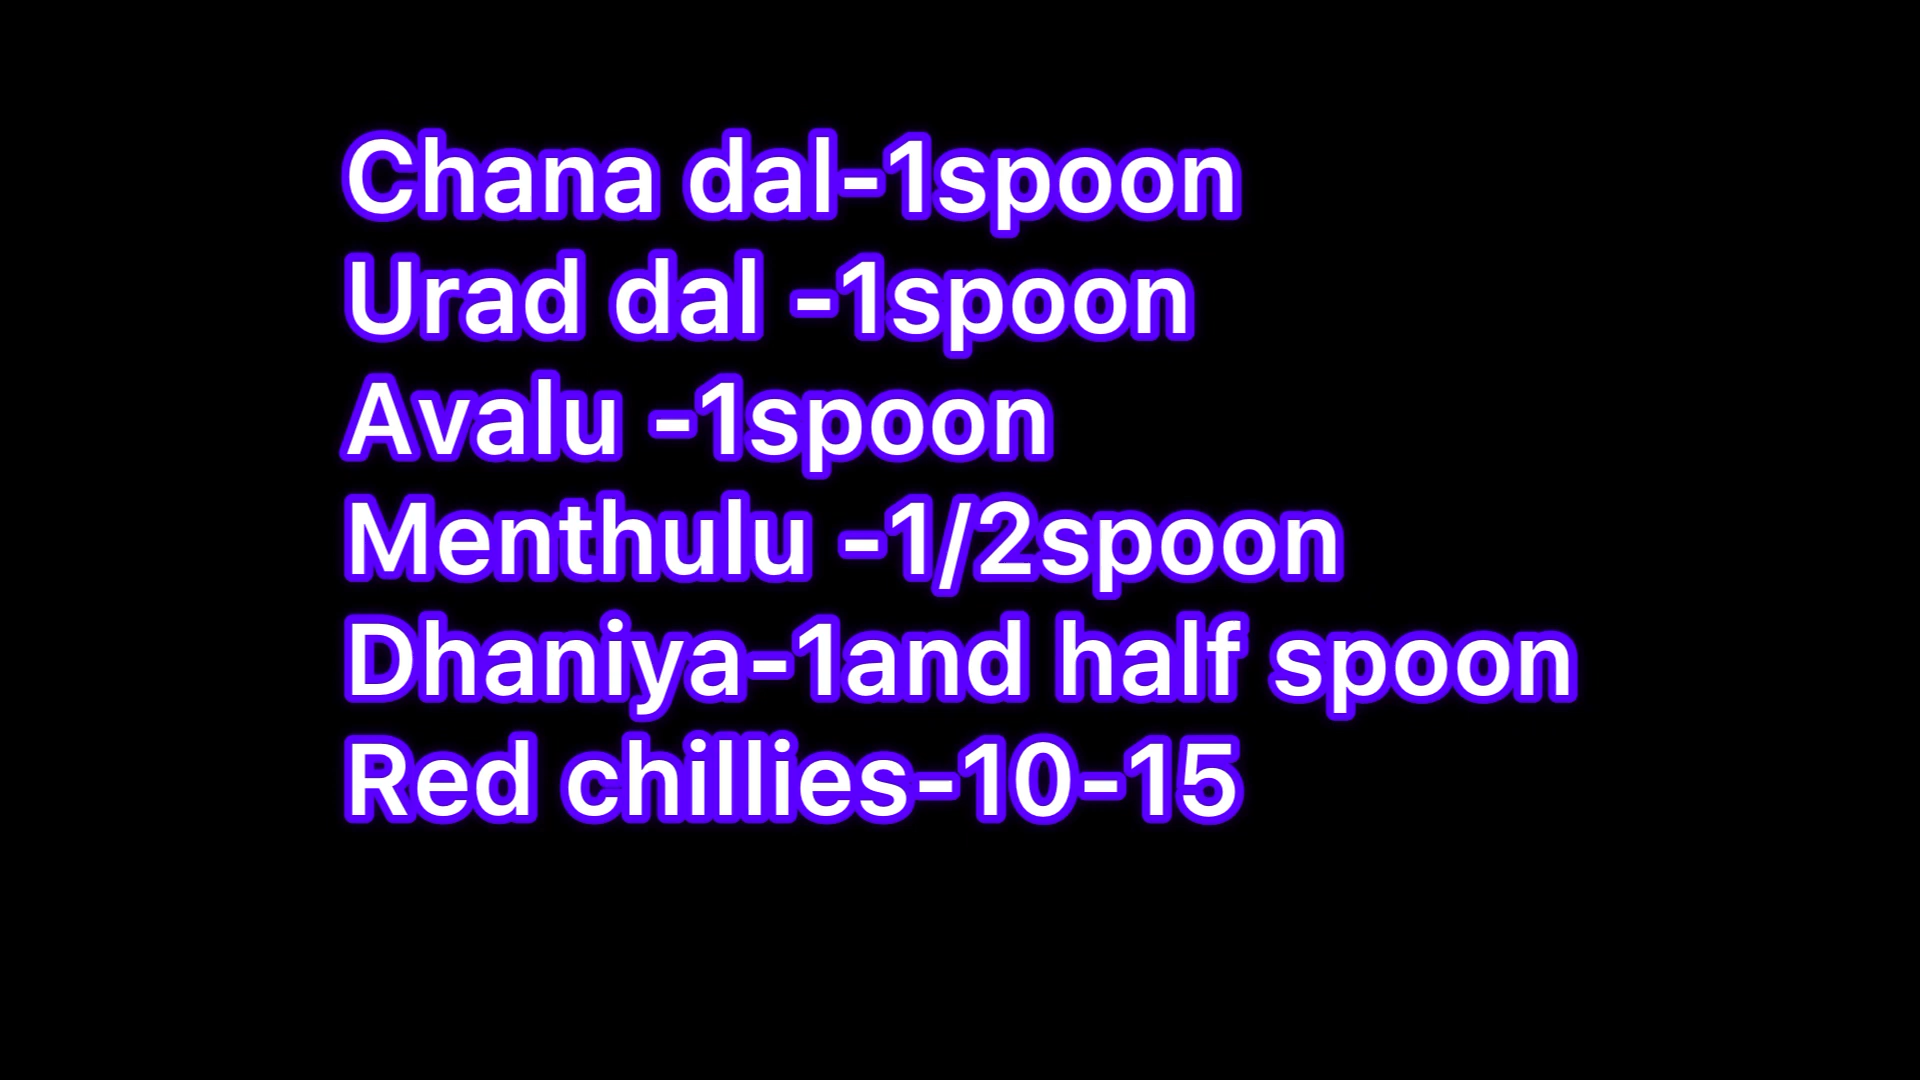 Chana dal-1spoon
Urad dal -1spoon
Avalu -1spoon
Menthulu -1/2spoon
Dhaniya-1and half spoon
Red chillies-10-15